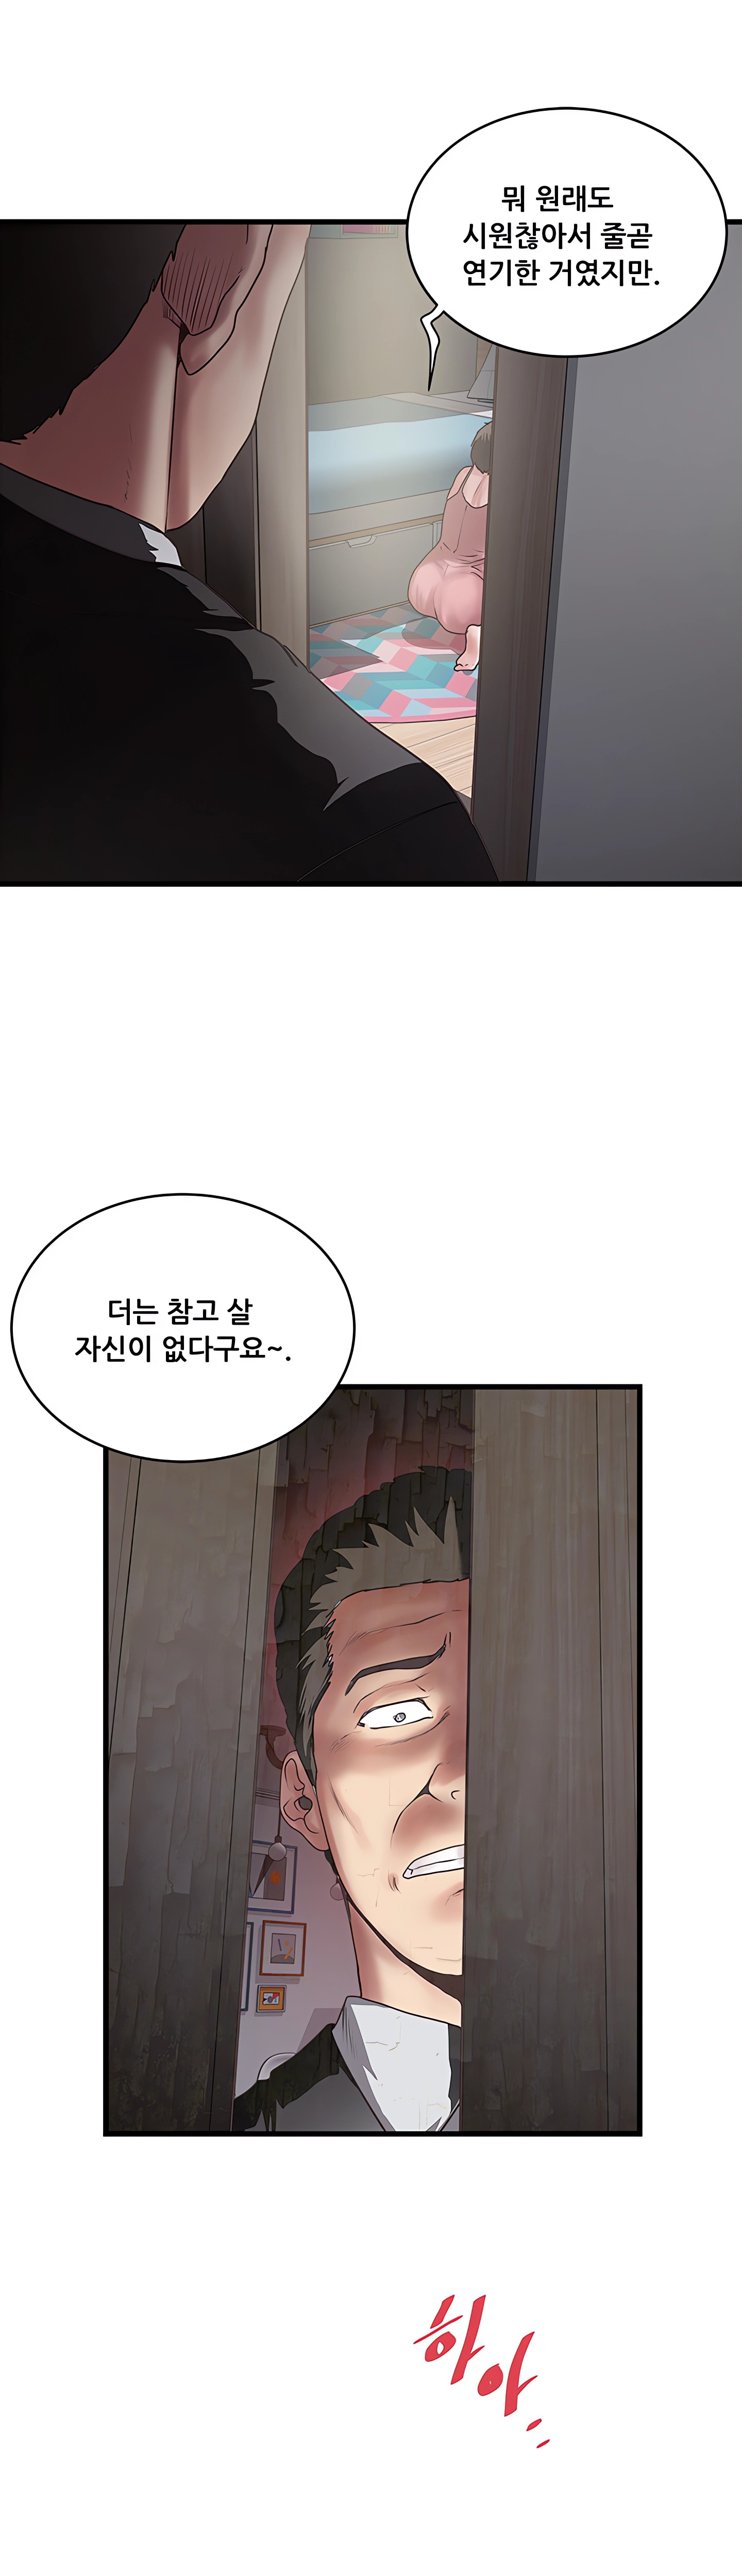 뭐 원래도
시원찮아서 줄곧
연기한 거였지만.
더는 참고 살
자신이 없다구요~.
하아..